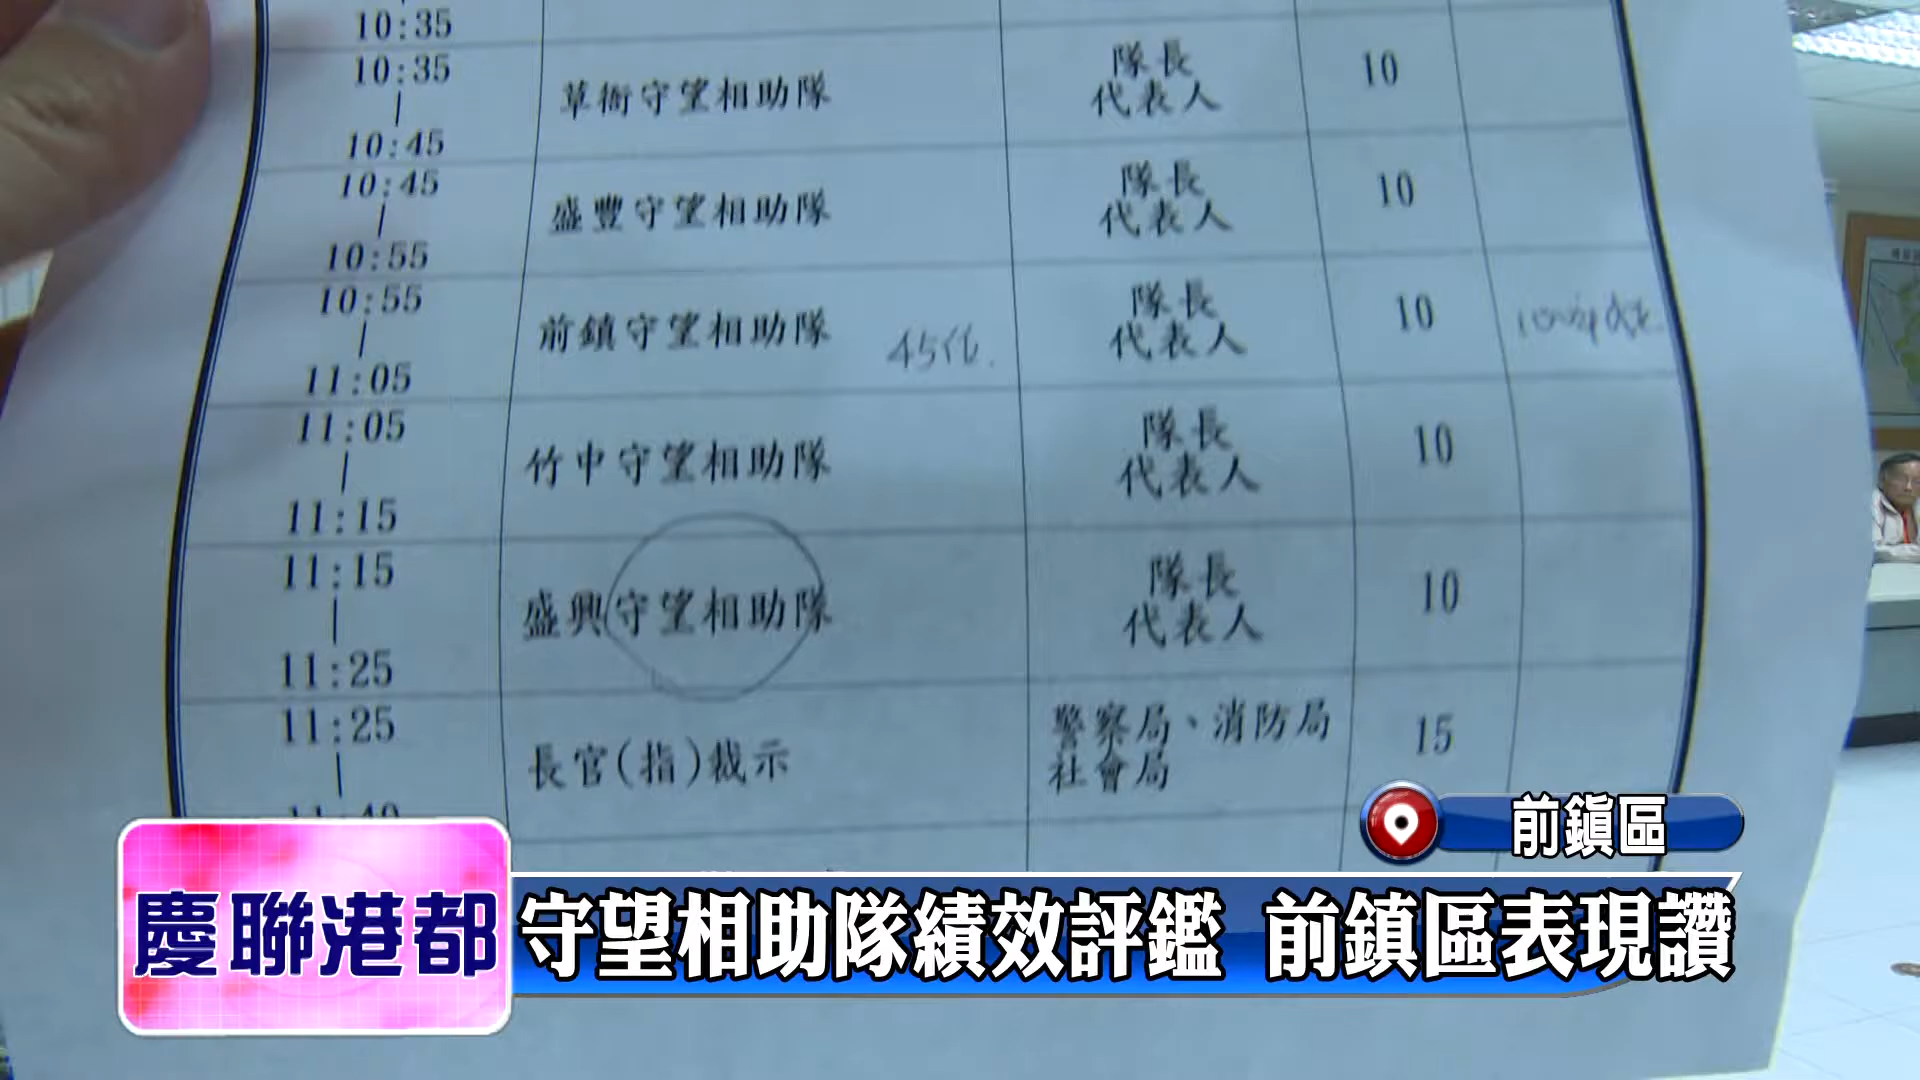 10:35
10:35
|
10:45
草衙守望相助隊
隊長
代表人
10
10:45
|
10:55
盛豐守望相助隊
隊長
代表人
10
10:55
|
11:05
前鎮守望相助隊
45位.
隊長
代表人
10
11:05
|
11:15
竹中守望相助隊
隊長
代表人
10
11:15
|
11:25
盛興守望相助隊
隊長
代表人
10
11:25
|
11:40
長官(指)裁示
警察局、消防局
社會局
15
前鎮區
慶聯港都
守望相助隊績效評鑑 前鎮區表現讚